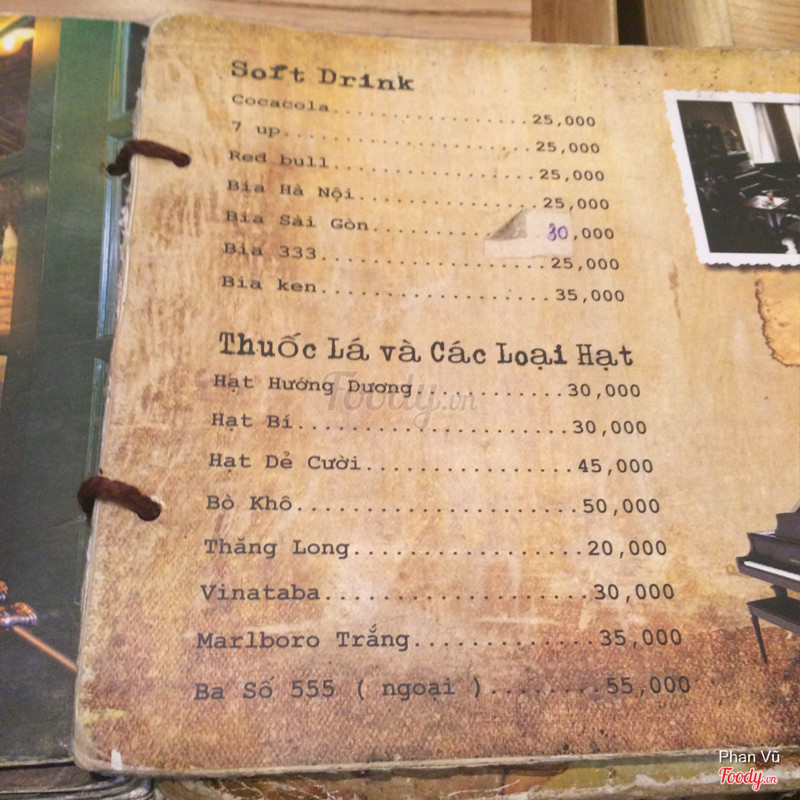 Soft Drink
Cocacola.................25,000
7 up.....................25,000
Red bull.................25,000
Bia Hà Nội...............25,000
Bia Sài Gòn..........30,000
Bia 333..................25,000
Bia ken..................35,000
Thuốc Lá và Các Loại Hạt
Hạt Hướng Dương............30,000
Hạt Bí.....................30,000
Hạt Dẻ Cười................45,000
Bò Khô.....................50,000
Thăng Long.................20,000
Vinataba...................30,000
Marlboro Trắng.............35,000
Ba Số 555 ( ngoại )........55,000
Foody.vn
Phan Vũ
Foody.vn